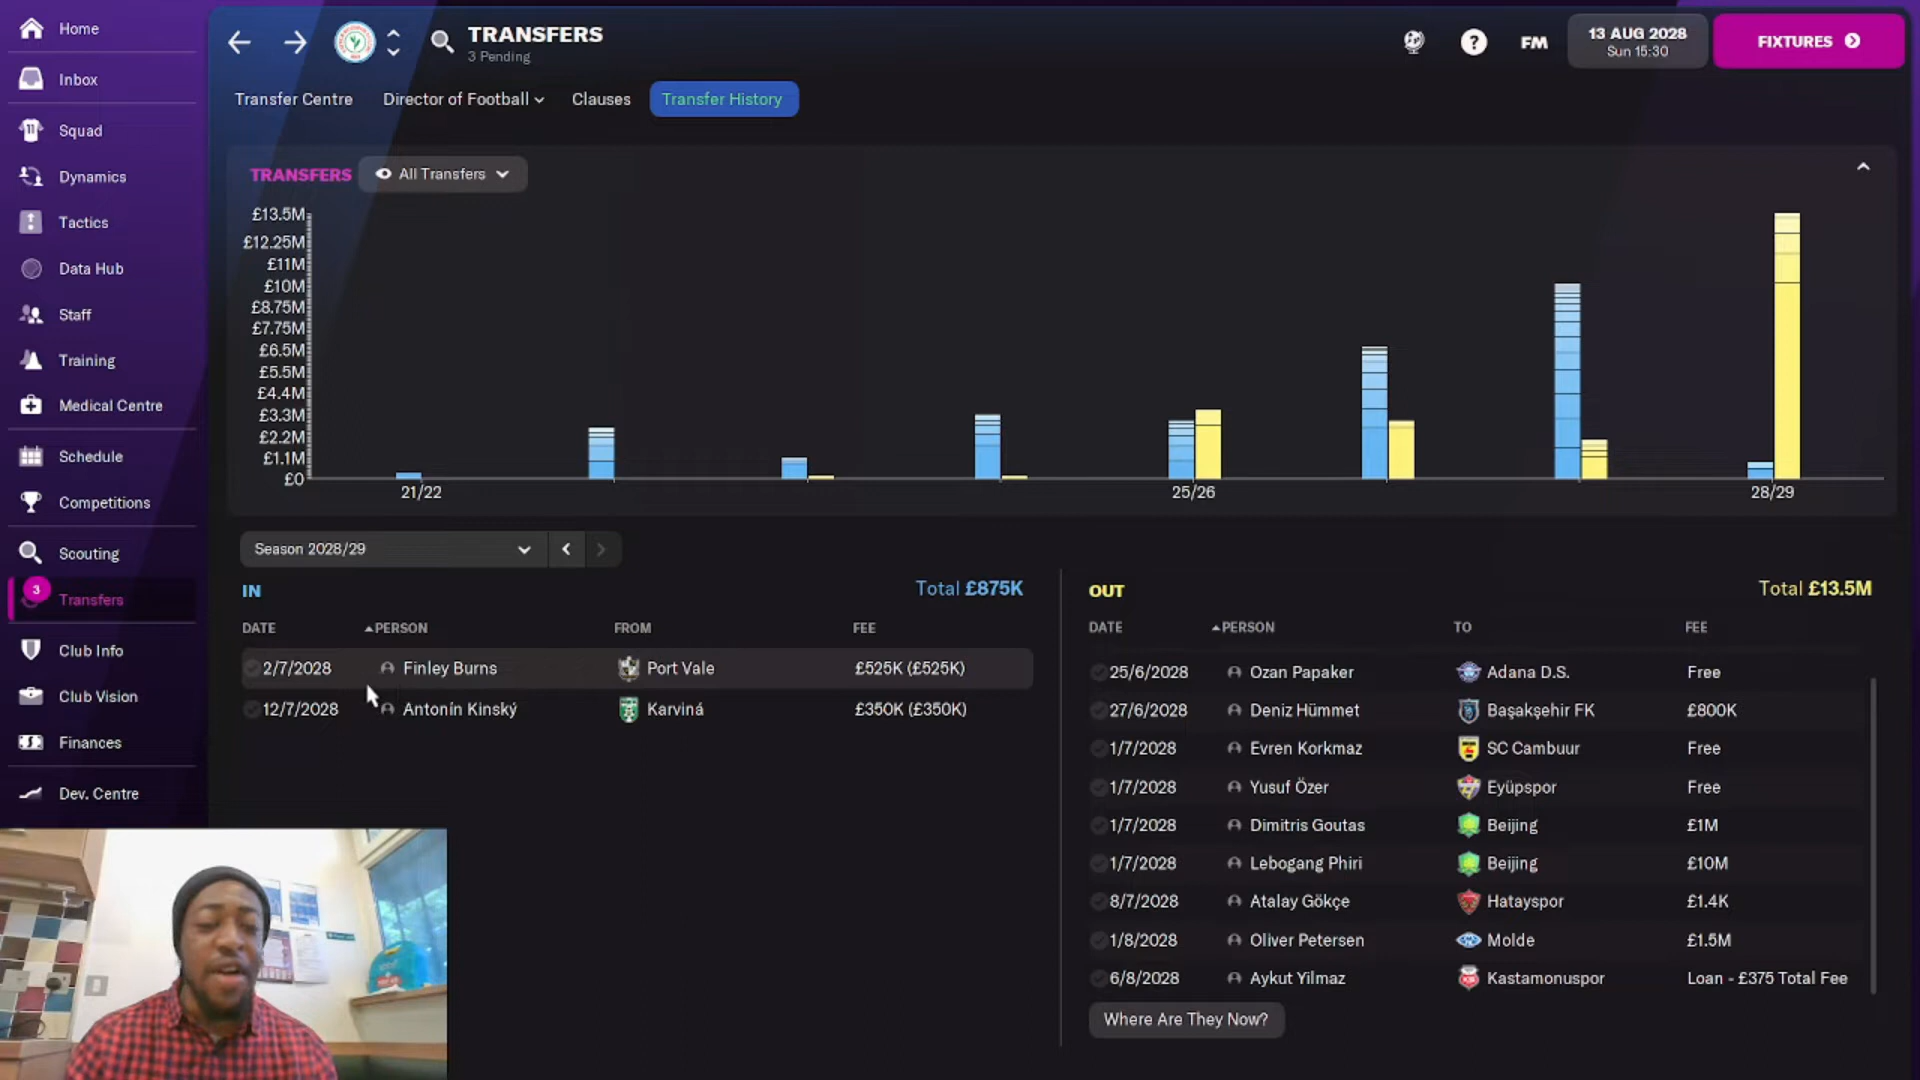 Home
Inbox
Squad
Dynamics
Tactics
Data Hub
Staff
Training
Medical Centre
Schedule
Competitions
Scouting
3
Transfers
Club Info
Club Vision
Finances
Dev. Centre
TRANSFERS
3 Pending
?
FM
13 AUG 2028
Sun 15:30
FIXTURES
Transfer Centre
Director of Football
Clauses
Transfer History
TRANSFERS
All Transfers
£13.5M
£12.25M
£11M
£10M
£8.75M
£7.75M
£6.5M
£5.5M
£4.4M
£3.3M
£2.2M
£1.1M
£0
21/22
25/26
28/29
Season 2028/29
IN
Total £875K
DATE PERSON FROM FEE
2/7/2028 Finley Burns Port Vale £525K (£525K)
12/7/2028 Antonín Kinský Karviná £350K (£350K)
OUT
Total £13.5M
DATE PERSON TO FEE
25/6/2028 Ozan Papaker Adana D.S. Free
27/6/2028 Deniz Hümmet Başakşehir FK £800K
1/7/2028 Evren Korkmaz SC Cambuur Free
1/7/2028 Yusuf Özer Eyüpspor Free
1/7/2028 Dimitris Goutas Beijing £1M
1/7/2028 Lebogang Phiri Beijing £10M
8/7/2028 Atalay Gökçe Hatayspor £1.4K
1/8/2028 Oliver Petersen Molde £1.5M
6/8/2028 Aykut Yilmaz Kastamonuspor Loan - £375 Total Fee
Where Are They Now?